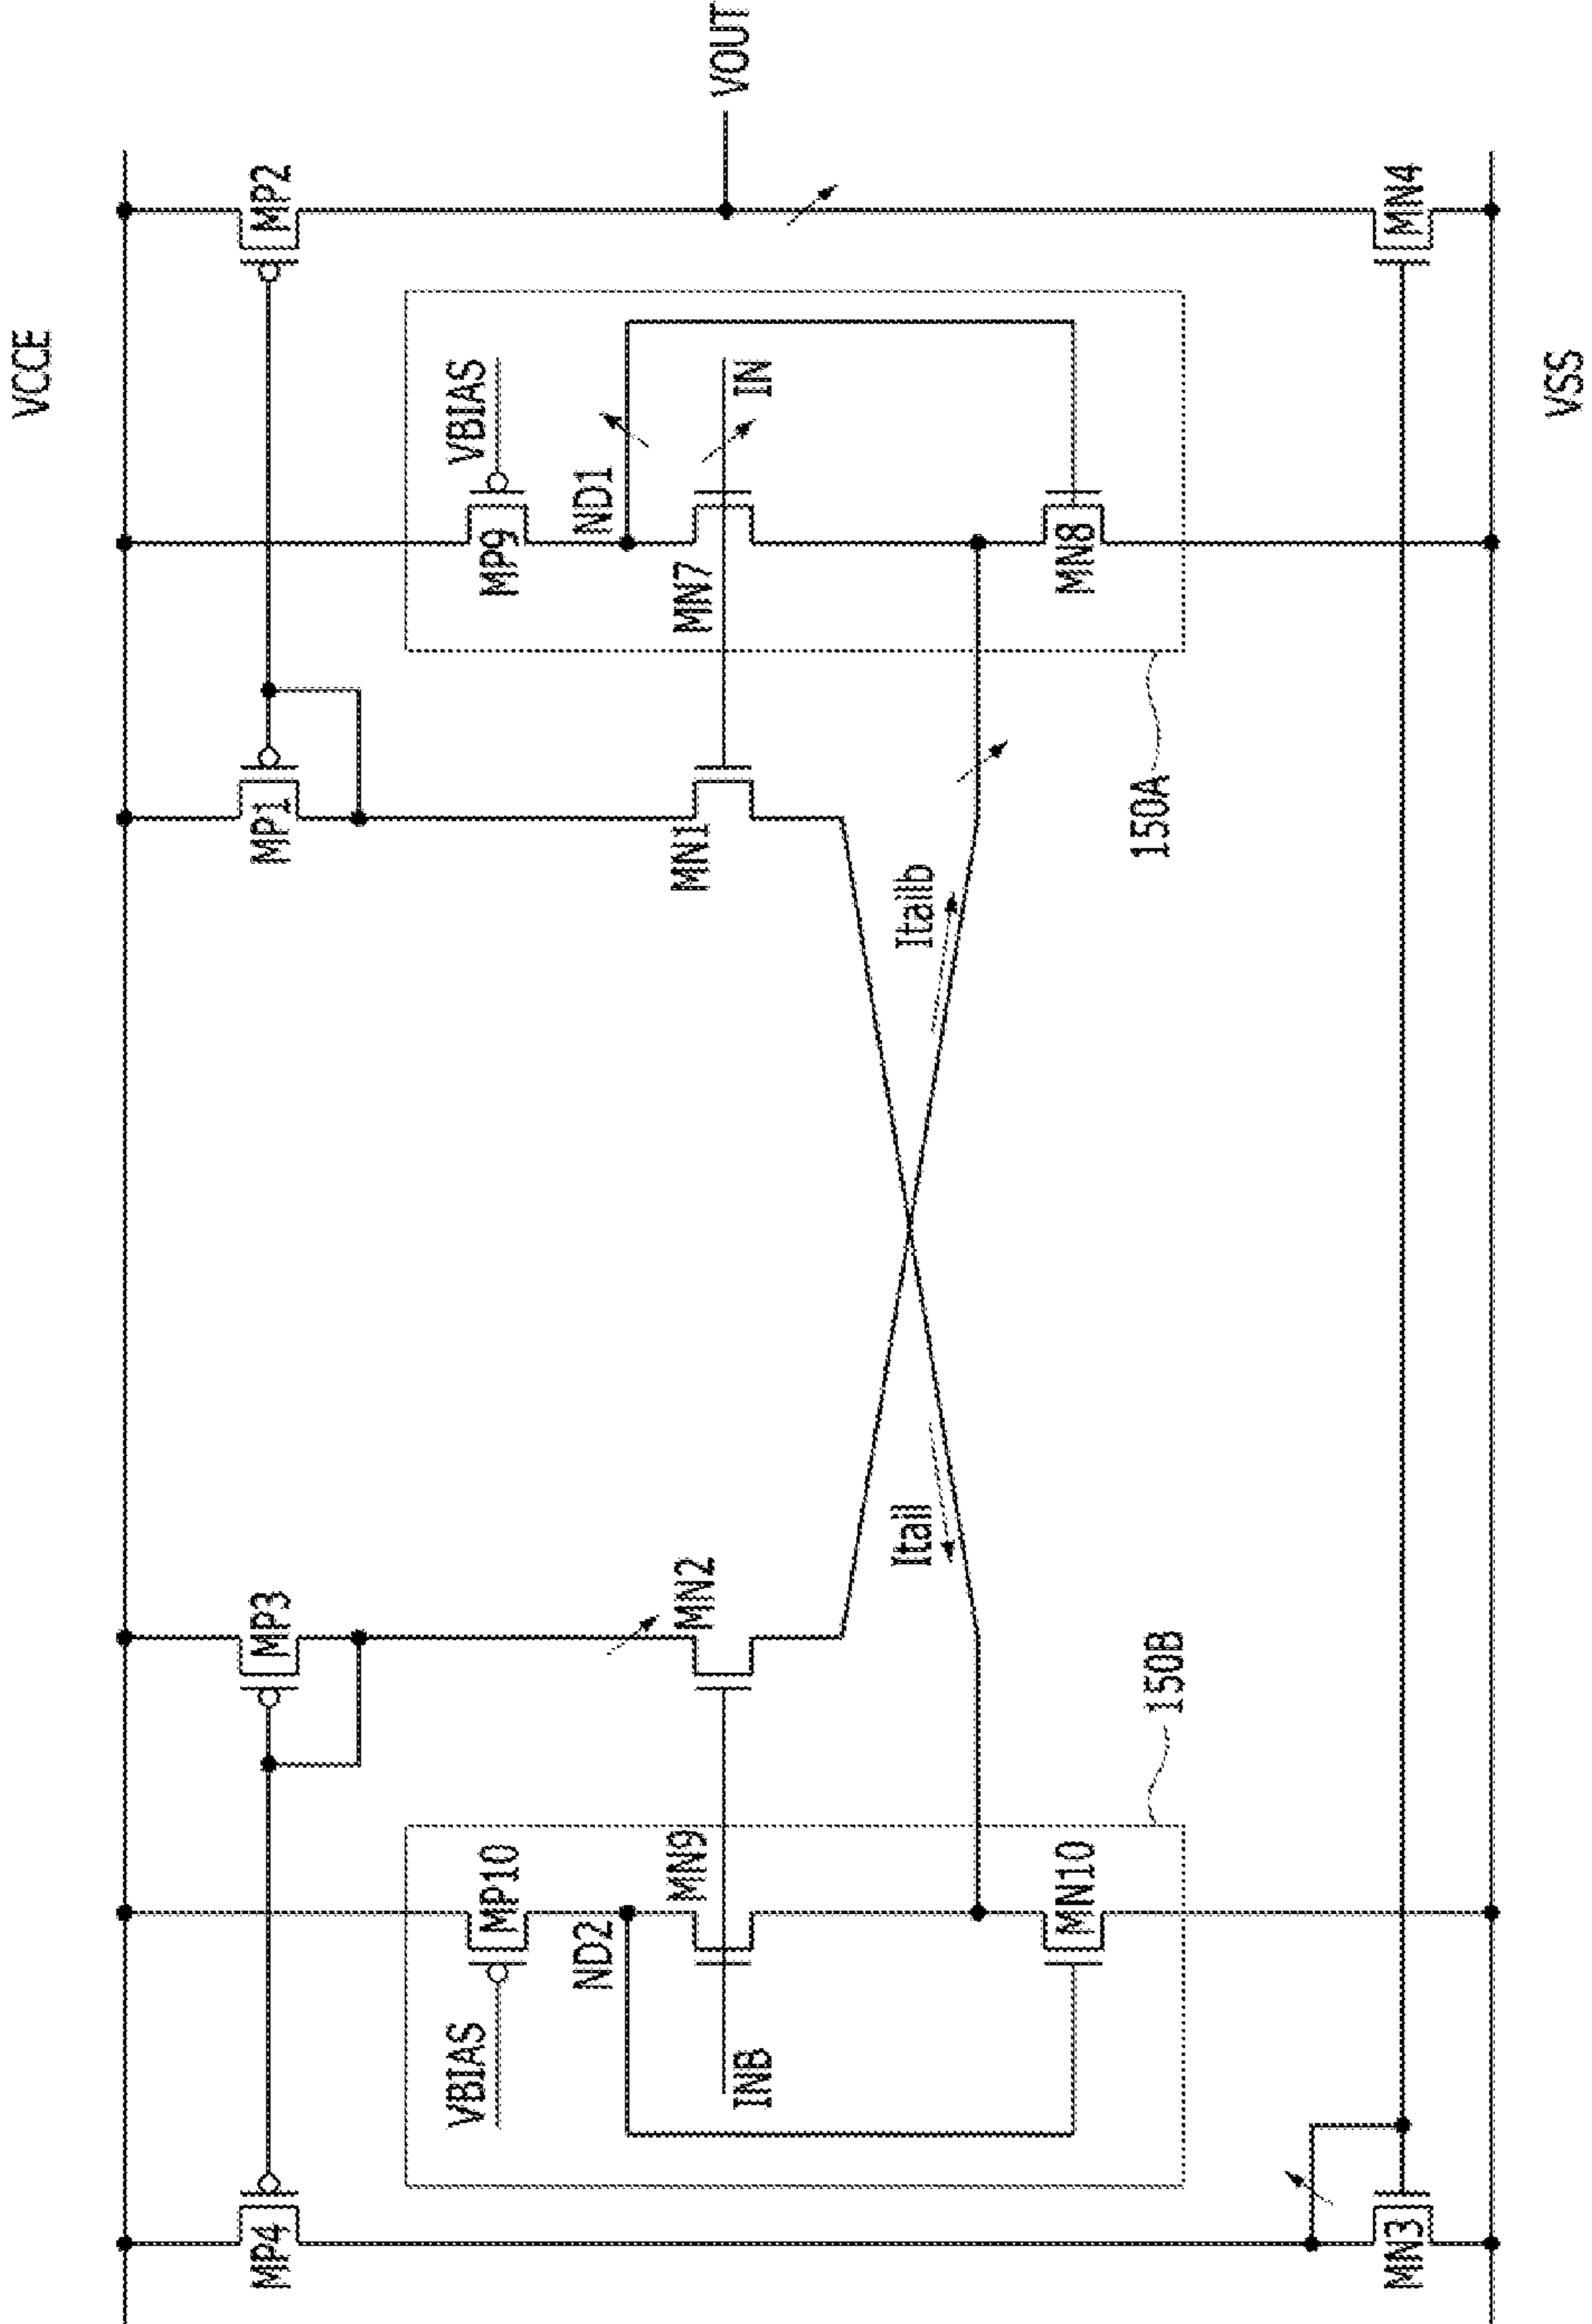 VCCE
MP4
MP3
MP1
MP2
VBIAS
MP10
MP9
VBIAS
ND2
ND1
MN9
MN2
MN1
MN7
INB
IN
VOUT
Itail
Itailb
MN10
MN8
150B
150A
MN3
MN4
VSS